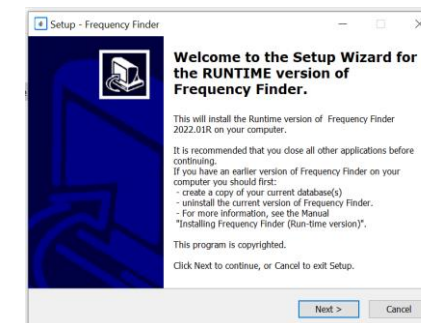 Setup - Frequency Finder
Welcome to the Setup Wizard for
the RUNTIME version of
Frequency Finder.
This will install the Runtime version of Frequency Finder
2022.01R on your computer.
It is recommended that you close all other applications before
continuing.
If you have an earlier version of Frequency Finder on your
computer you should first:
- create a copy of your current database(s)
- uninstall the current version of Frequency Finder.
- For more information, see the Manual
"Installing Frequency Finder (Run-time version)".
This program is copyrighted.
Click Next to continue, or Cancel to exit Setup.
Next >
Cancel